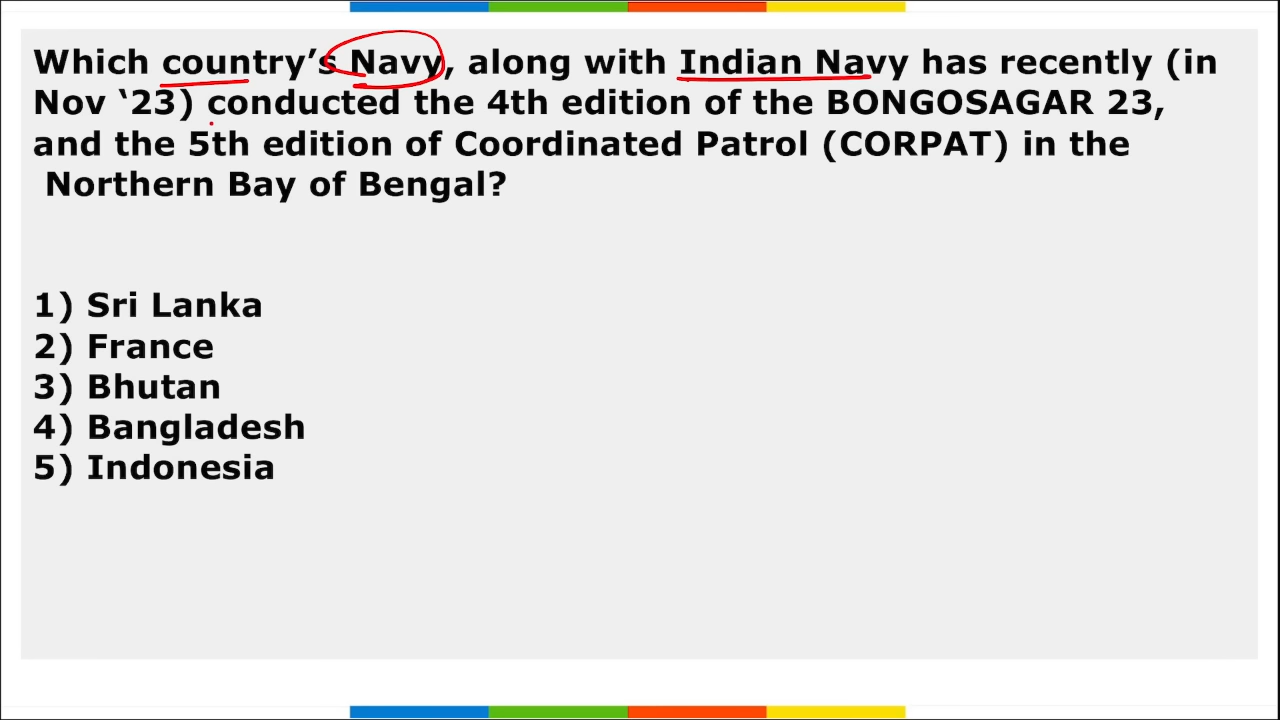 Which country’s Navy, along with Indian Navy has recently (in
Nov ‘23) conducted the 4th edition of the BONGOSAGAR 23,
and the 5th edition of Coordinated Patrol (CORPAT) in the
Northern Bay of Bengal?
1) Sri Lanka
2) France
3) Bhutan
4) Bangladesh
5) Indonesia